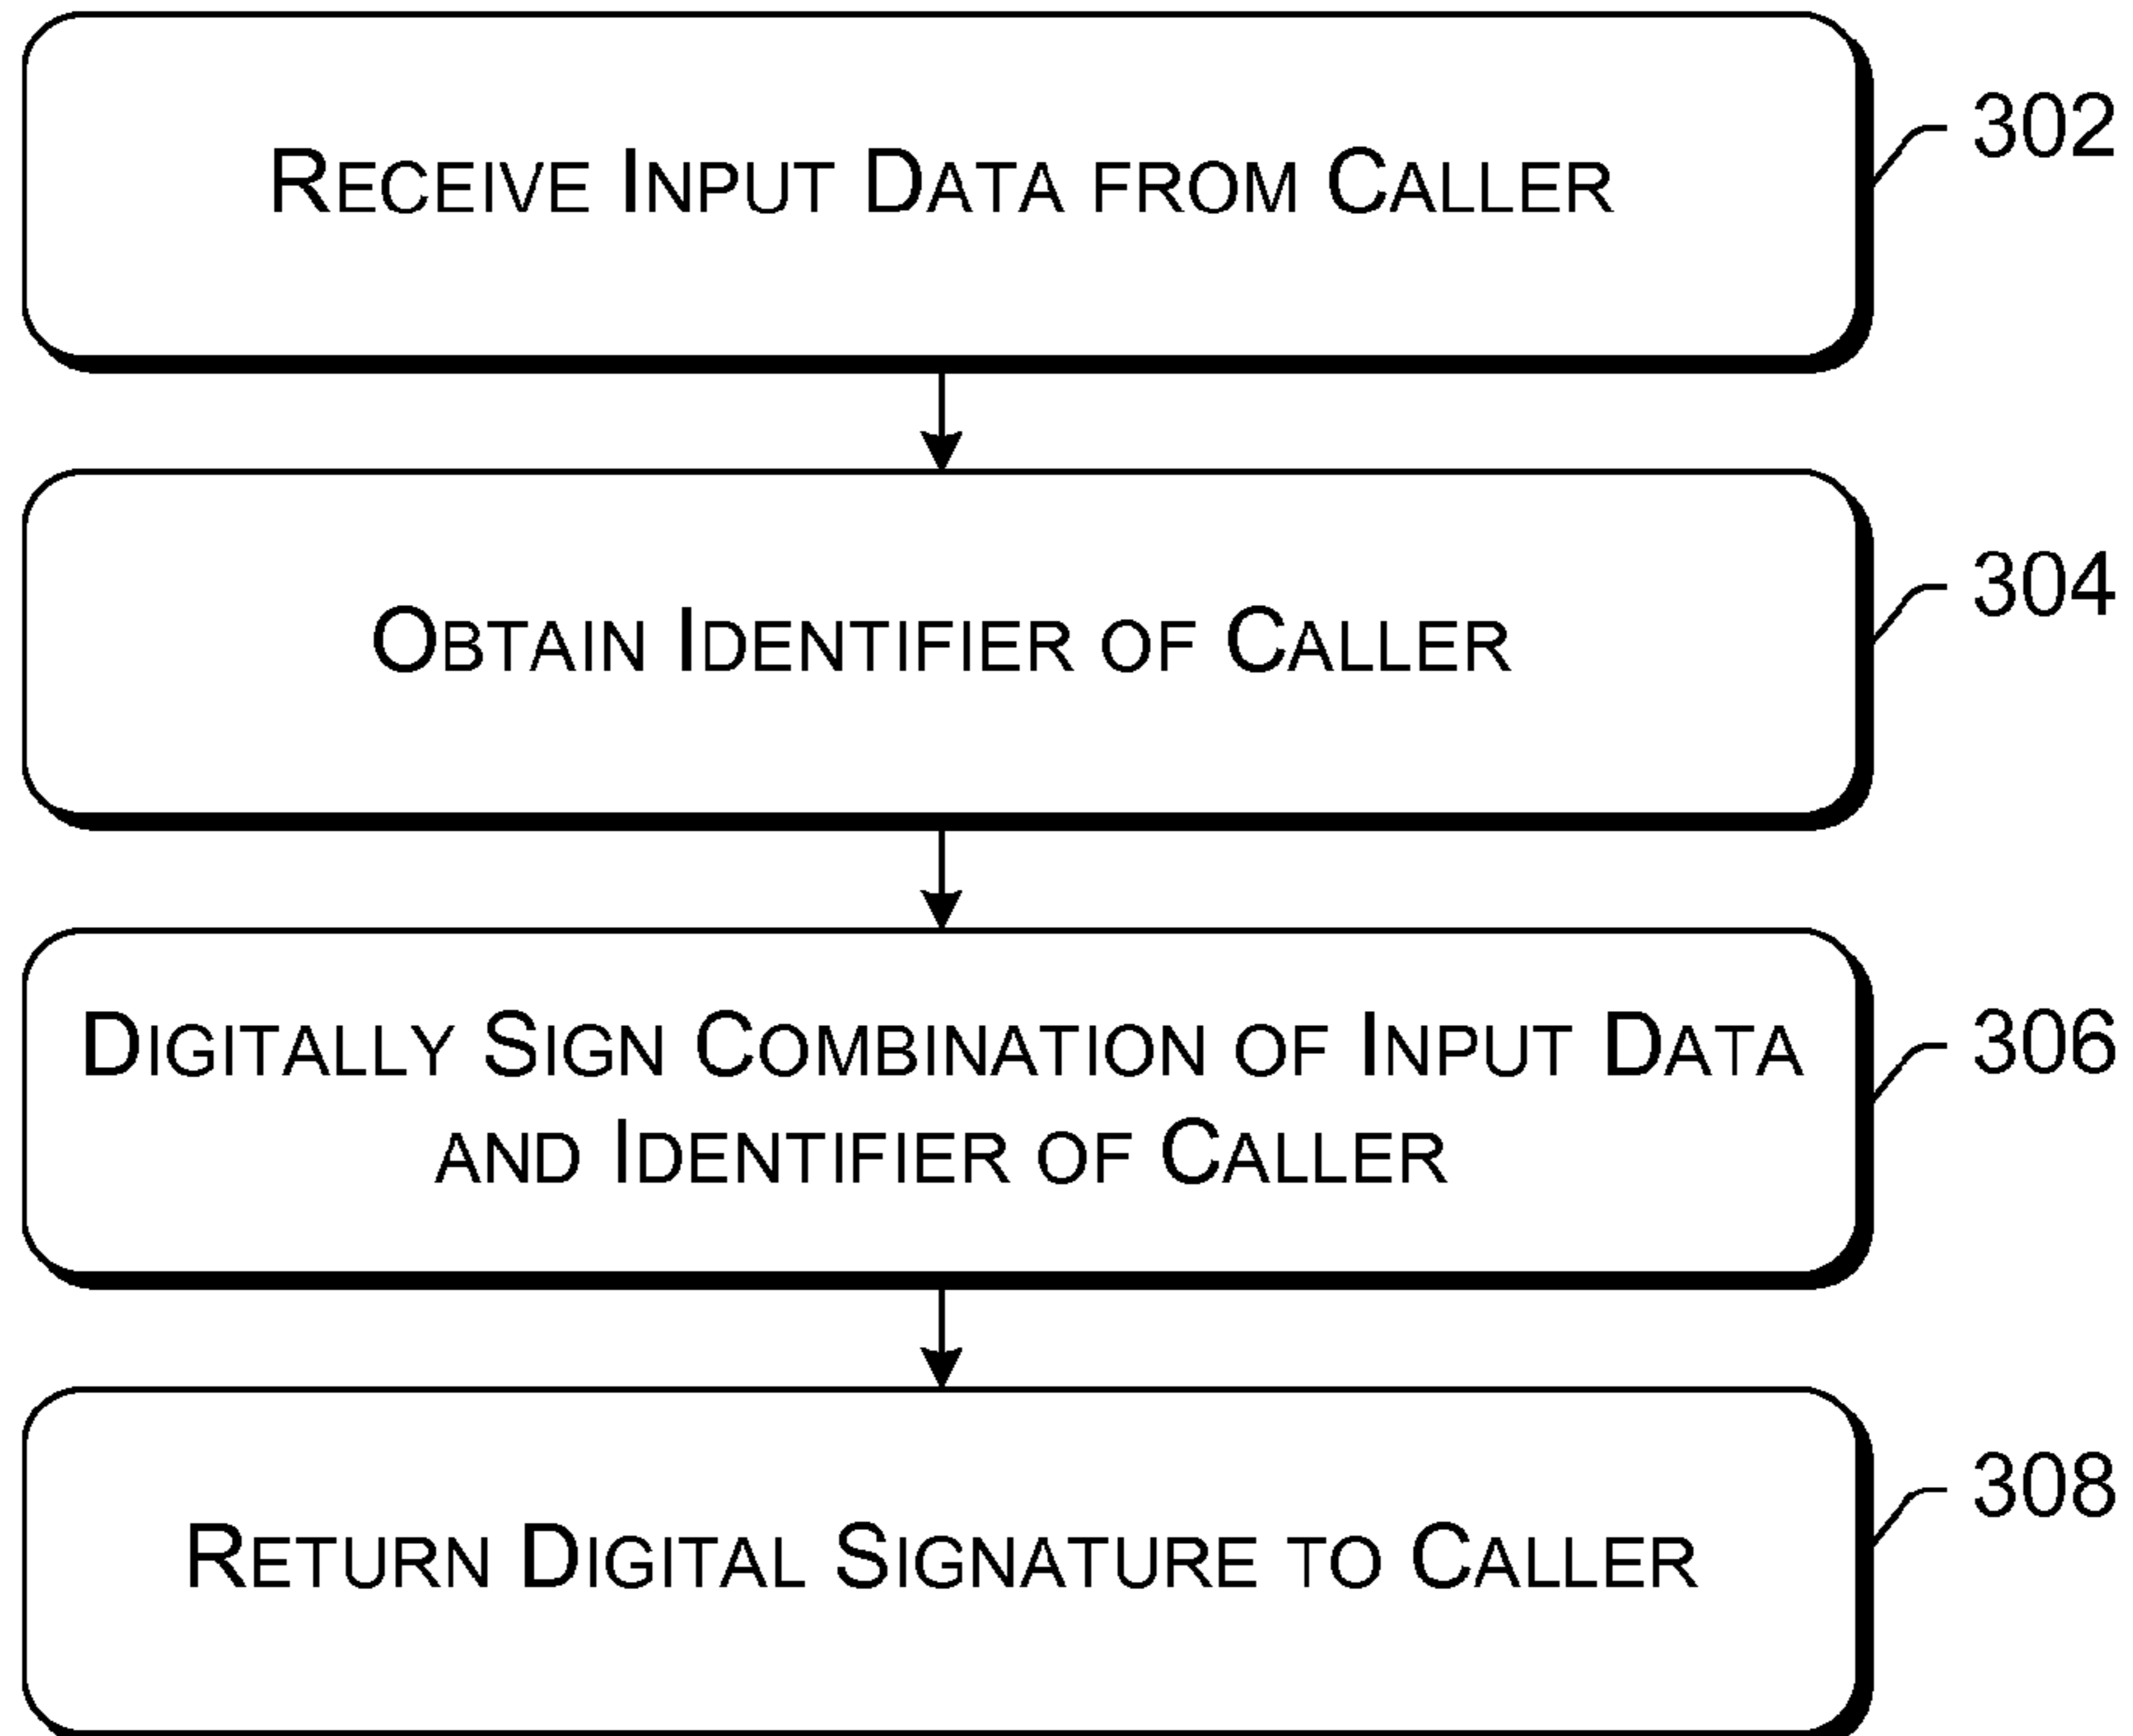 RECEIVE INPUT DATA FROM CALLER
302
OBTAIN IDENTIFIER OF CALLER
304
DIGITALLY SIGN COMBINATION OF INPUT DATA
AND IDENTIFIER OF CALLER
306
RETURN DIGITAL SIGNATURE TO CALLER
308